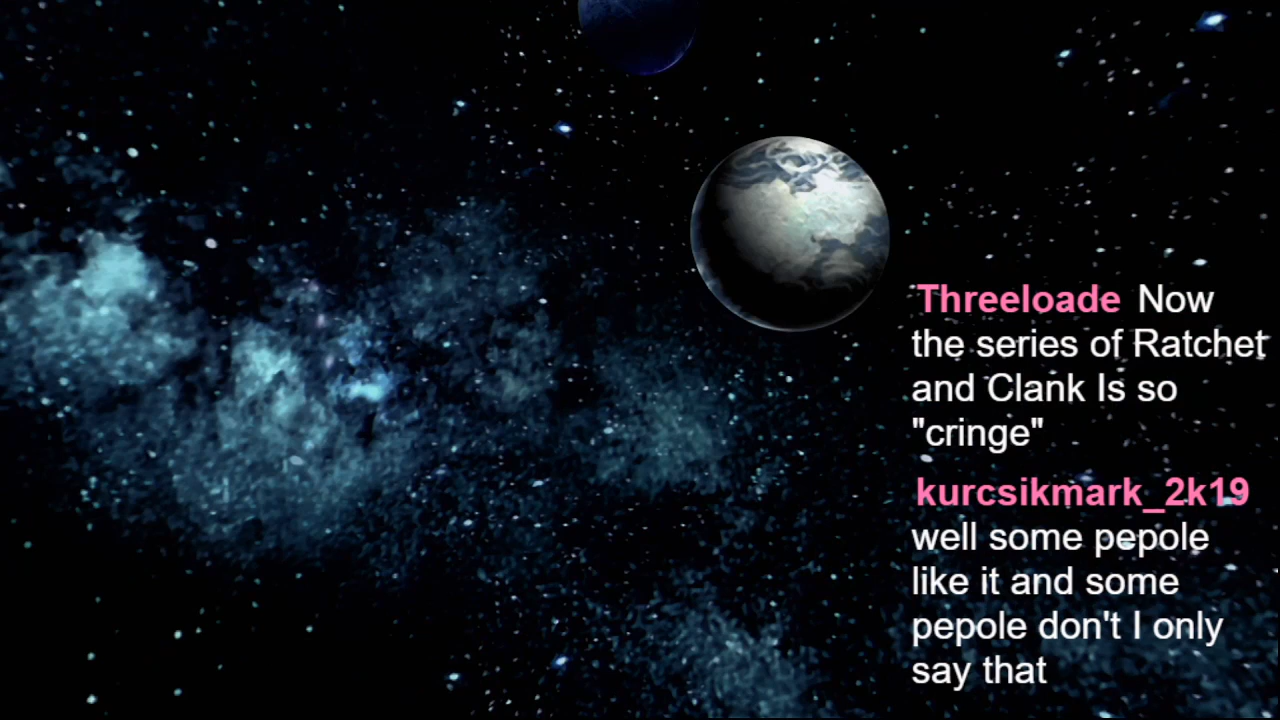 Threeloade Now
the series of Ratchet
and Clank Is so
"cringe"
kurcsikmark_2k19
well some pepole
like it and some
pepole don't I only
say that